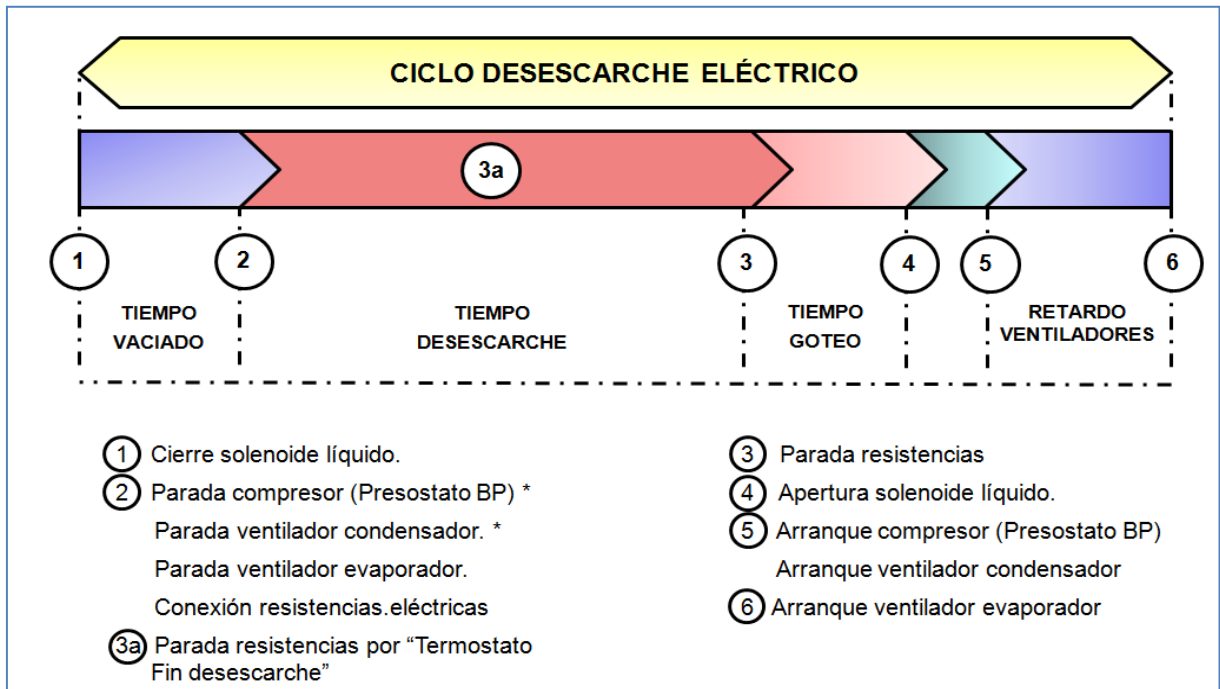 CICLO DESESCARCHE ELÉCTRICO
3a
1
2
3
4
5
6
TIEMPO
VACIADO
TIEMPO
DESESCARCHE
TIEMPO
GOTEO
RETARDO
VENTILADORES
1 Cierre solenoide líquido.
2 Parada compresor (Presostato BP) *
Parada ventilador condensador. *
Parada ventilador evaporador.
Conexión resistencias.eléctricas
3a Parada resistencias por “Termostato
Fin desescarche”
3 Parada resistencias
4 Apertura solenoide líquido.
5 Arranque compresor (Presostato BP)
Arranque ventilador condensador
6 Arranque ventilador evaporador